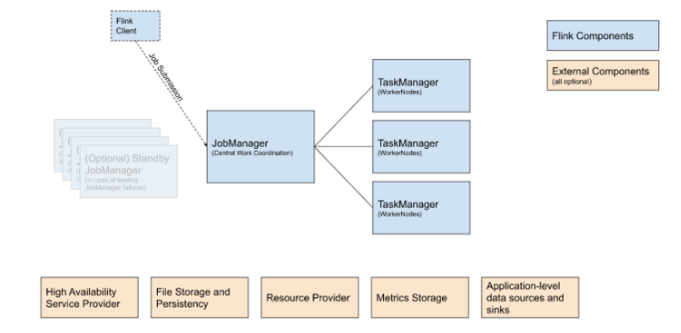 Flink
Client
Job Submission
Flink Components
External Components
(all optional)
TaskManager
(WorkerNodes)
JobManager
(Central Work Coordination)
TaskManager
(WorkerNodes)
(Optional) Standby
JobManager
(in case of leading
JobManager failures)
TaskManager
(WorkerNodes)
High Availability
Service Provider
File Storage and
Persistency
Resource Provider
Metrics Storage
Application-level
data sources and
sinks